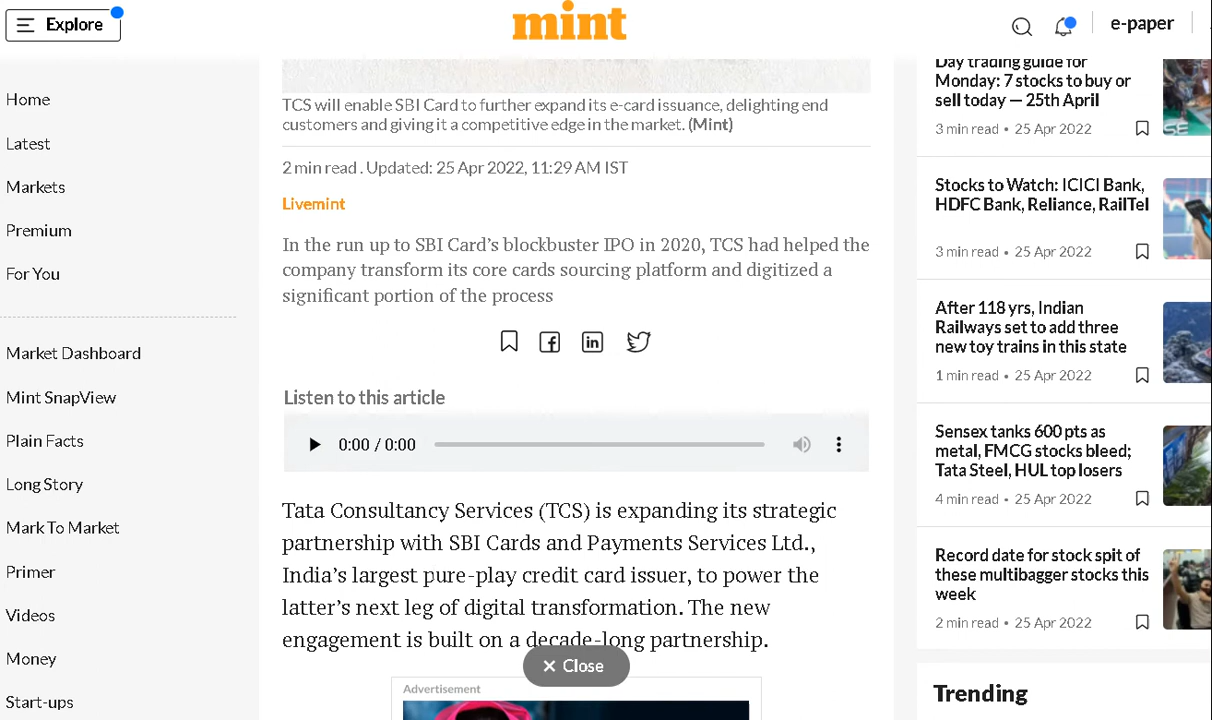 Explore
mint
e-paper
Home
Latest
Markets
Premium
For You
Market Dashboard
Mint SnapView
Plain Facts
Long Story
Mark To Market
Primer
Videos
Money
Start-ups
TCS will enable SBI Card to further expand its e-card issuance, delighting end
customers and giving it a competitive edge in the market. (Mint)
2 min read . Updated: 25 Apr 2022, 11:29 AM IST
Livemint
In the run up to SBI Card’s blockbuster IPO in 2020, TCS had helped the
company transform its core cards sourcing platform and digitized a
significant portion of the process
Listen to this article
0:00 / 0:00
Tata Consultancy Services (TCS) is expanding its strategic
partnership with SBI Cards and Payments Services Ltd.,
India’s largest pure-play credit card issuer, to power the
latter’s next leg of digital transformation. The new
engagement is built on a decade-long partnership.
× Close
Advertisement
Day trading guide for
Monday: 7 stocks to buy or
sell today — 25th April
3 min read • 25 Apr 2022
Stocks to Watch: ICICI Bank,
HDFC Bank, Reliance, RailTel
3 min read • 25 Apr 2022
After 118 yrs, Indian
Railways set to add three
new toy trains in this state
1 min read • 25 Apr 2022
Sensex tanks 600 pts as
metal, FMCG stocks bleed;
Tata Steel, HUL top losers
4 min read • 25 Apr 2022
Record date for stock spit of
these multibagger stocks this
week
2 min read • 25 Apr 2022
Trending